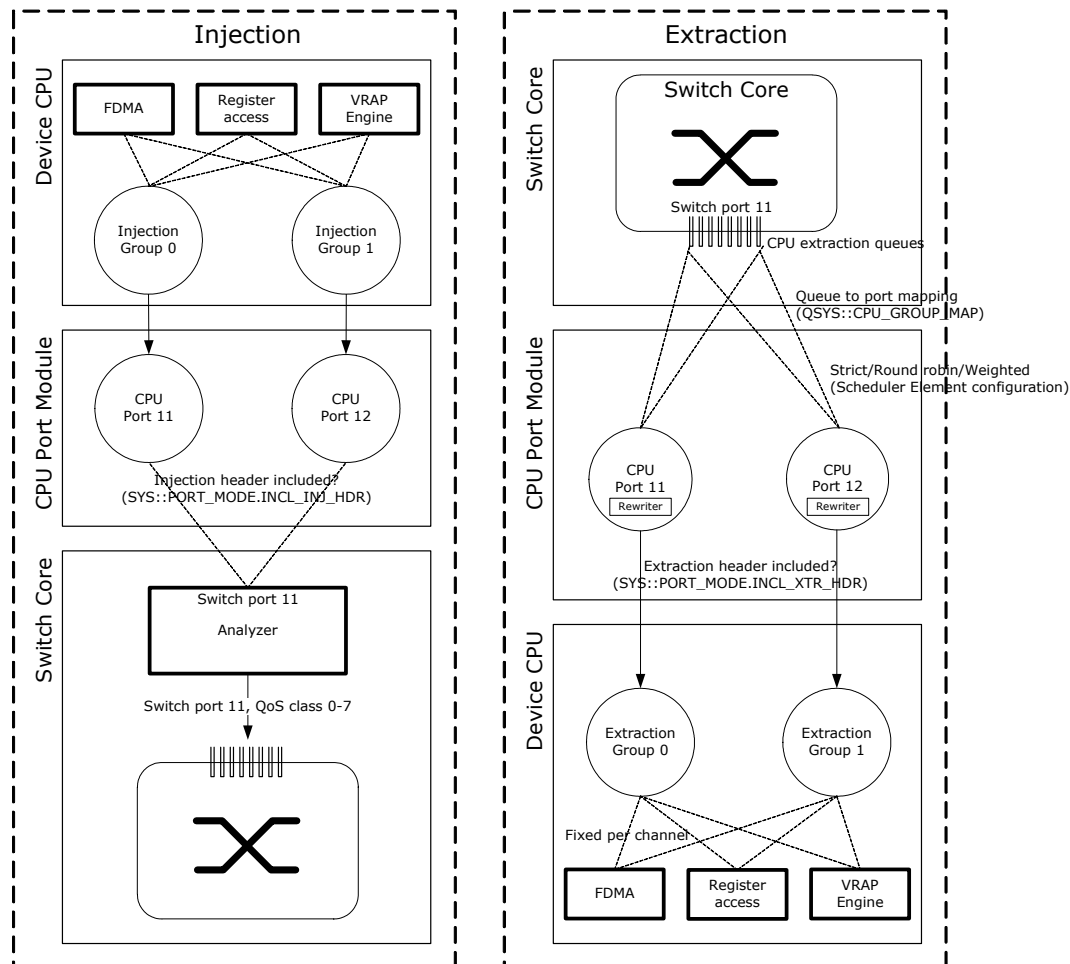 Injection
Device CPU
FDMA
Register
access
VRAP
Engine
Injection
Group 0
Injection
Group 1
CPU Port Module
CPU
Port 11
CPU
Port 12
Injection header included?
(SYS::PORT_MODE.INCL_INJ_HDR)
Switch Core
Switch port 11
Analyzer
Switch port 11, QoS class 0-7
Extraction
Switch Core
Switch Core
Switch port 11
CPU extraction queues
Queue to port mapping
(QSYS::CPU_GROUP_MAP)
CPU Port Module
Strict/Round robin/Weighted
(Scheduler Element configuration)
CPU
Port 11
Rewriter
CPU
Port 12
Rewriter
Extraction header included?
(SYS::PORT_MODE.INCL_XTR_HDR)
Device CPU
Extraction
Group 0
Extraction
Group 1
Fixed per channel
FDMA
Register
access
VRAP
Engine